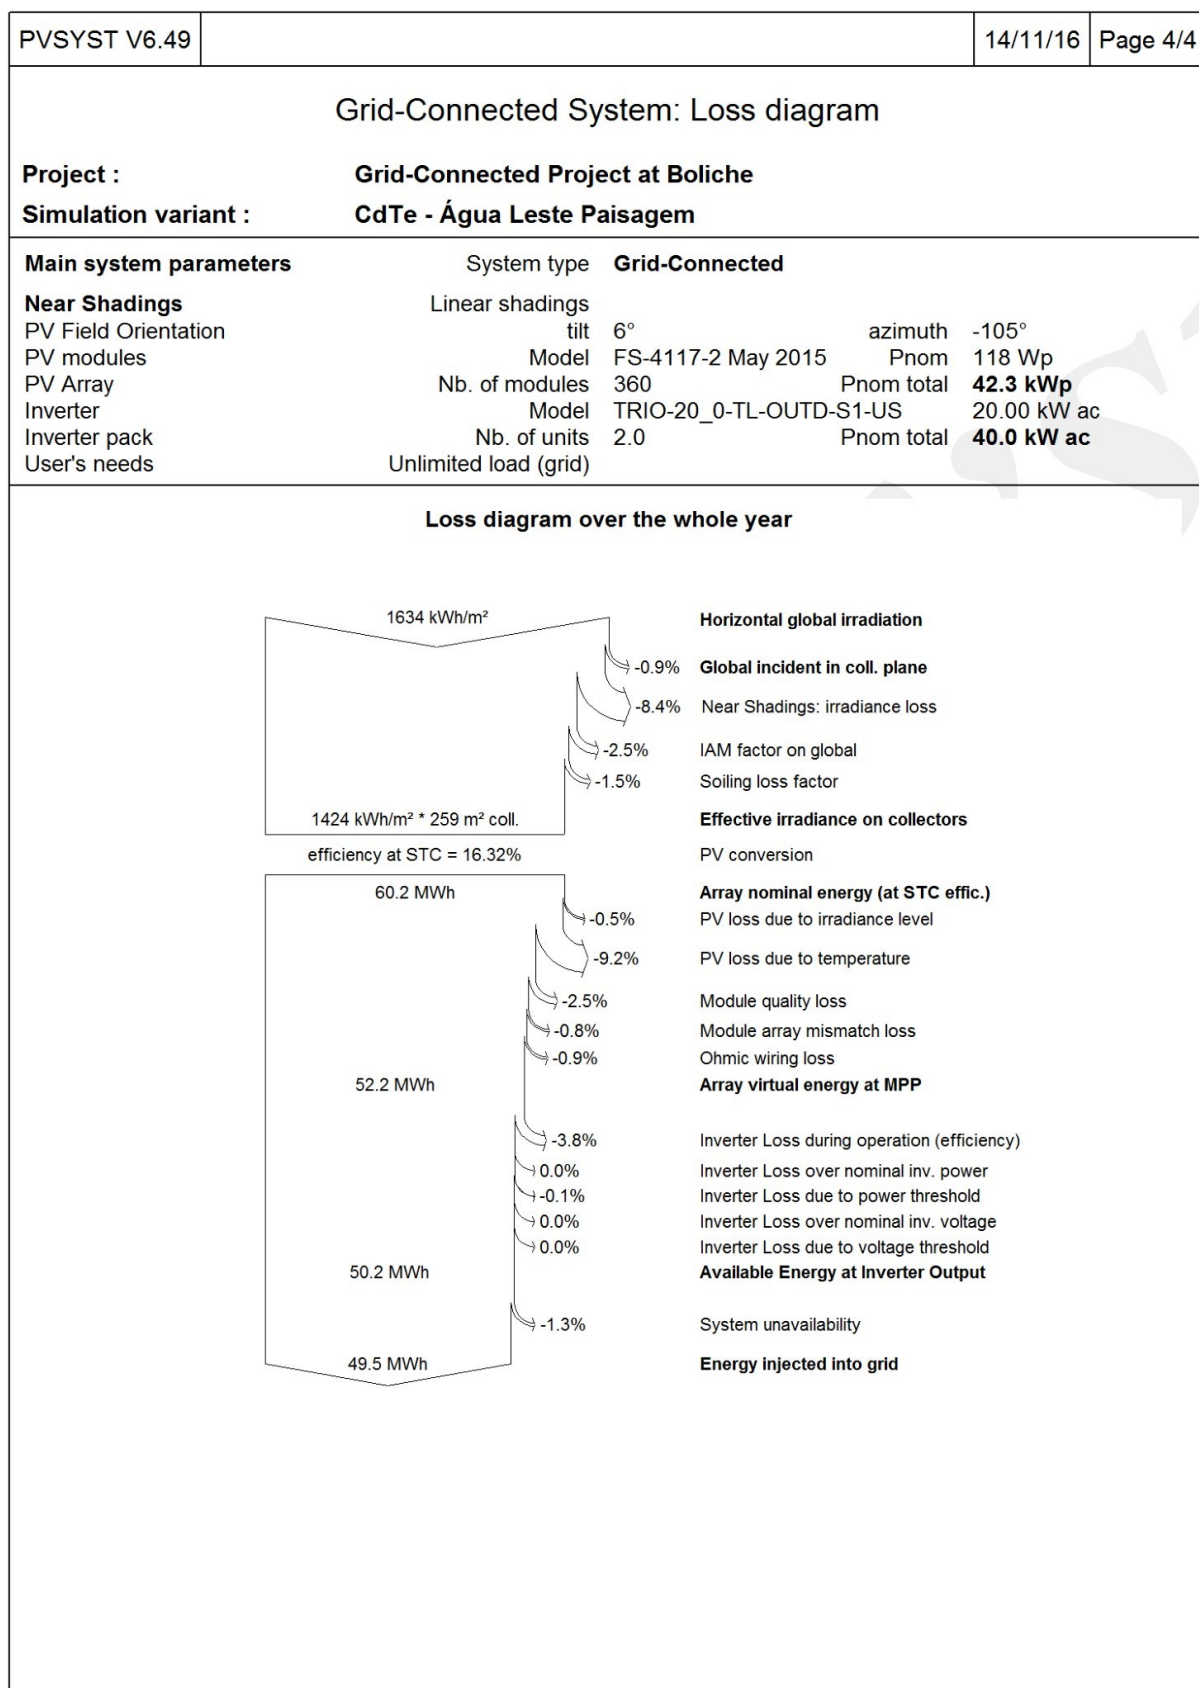 PVSYST V6.49 14/11/16 Page 4/4
Grid-Connected System: Loss diagram
Project : Grid-Connected Project at Boliche
Simulation variant : CdTe - Água Leste Paisagem
Main system parameters System type Grid-Connected
Near Shadings Linear shadings
PV Field Orientation tilt 6° azimuth -105°
PV modules Model FS-4117-2 May 2015 Pnom 118 Wp
PV Array Nb. of modules 360 Pnom total 42.3 kWp
Inverter Model TRIO-20_0-TL-OUTD-S1-US 20.00 kW ac
Inverter pack Nb. of units 2.0 Pnom total 40.0 kW ac
User's needs Unlimited load (grid)
Loss diagram over the whole year
1634 kWh/m² Horizontal global irradiation
-0.9% Global incident in coll. plane
-8.4% Near Shadings: irradiance loss
-2.5% IAM factor on global
-1.5% Soiling loss factor
1424 kWh/m² * 259 m² coll. Effective irradiance on collectors
efficiency at STC = 16.32% PV conversion
60.2 MWh Array nominal energy (at STC effic.)
-0.5% PV loss due to irradiance level
-9.2% PV loss due to temperature
-2.5% Module quality loss
-0.8% Module array mismatch loss
-0.9% Ohmic wiring loss
52.2 MWh Array virtual energy at MPP
-3.8% Inverter Loss during operation (efficiency)
0.0% Inverter Loss over nominal inv. power
-0.1% Inverter Loss due to power threshold
0.0% Inverter Loss over nominal inv. voltage
0.0% Inverter Loss due to voltage threshold
50.2 MWh Available Energy at Inverter Output
-1.3% System unavailability
49.5 MWh Energy injected into grid